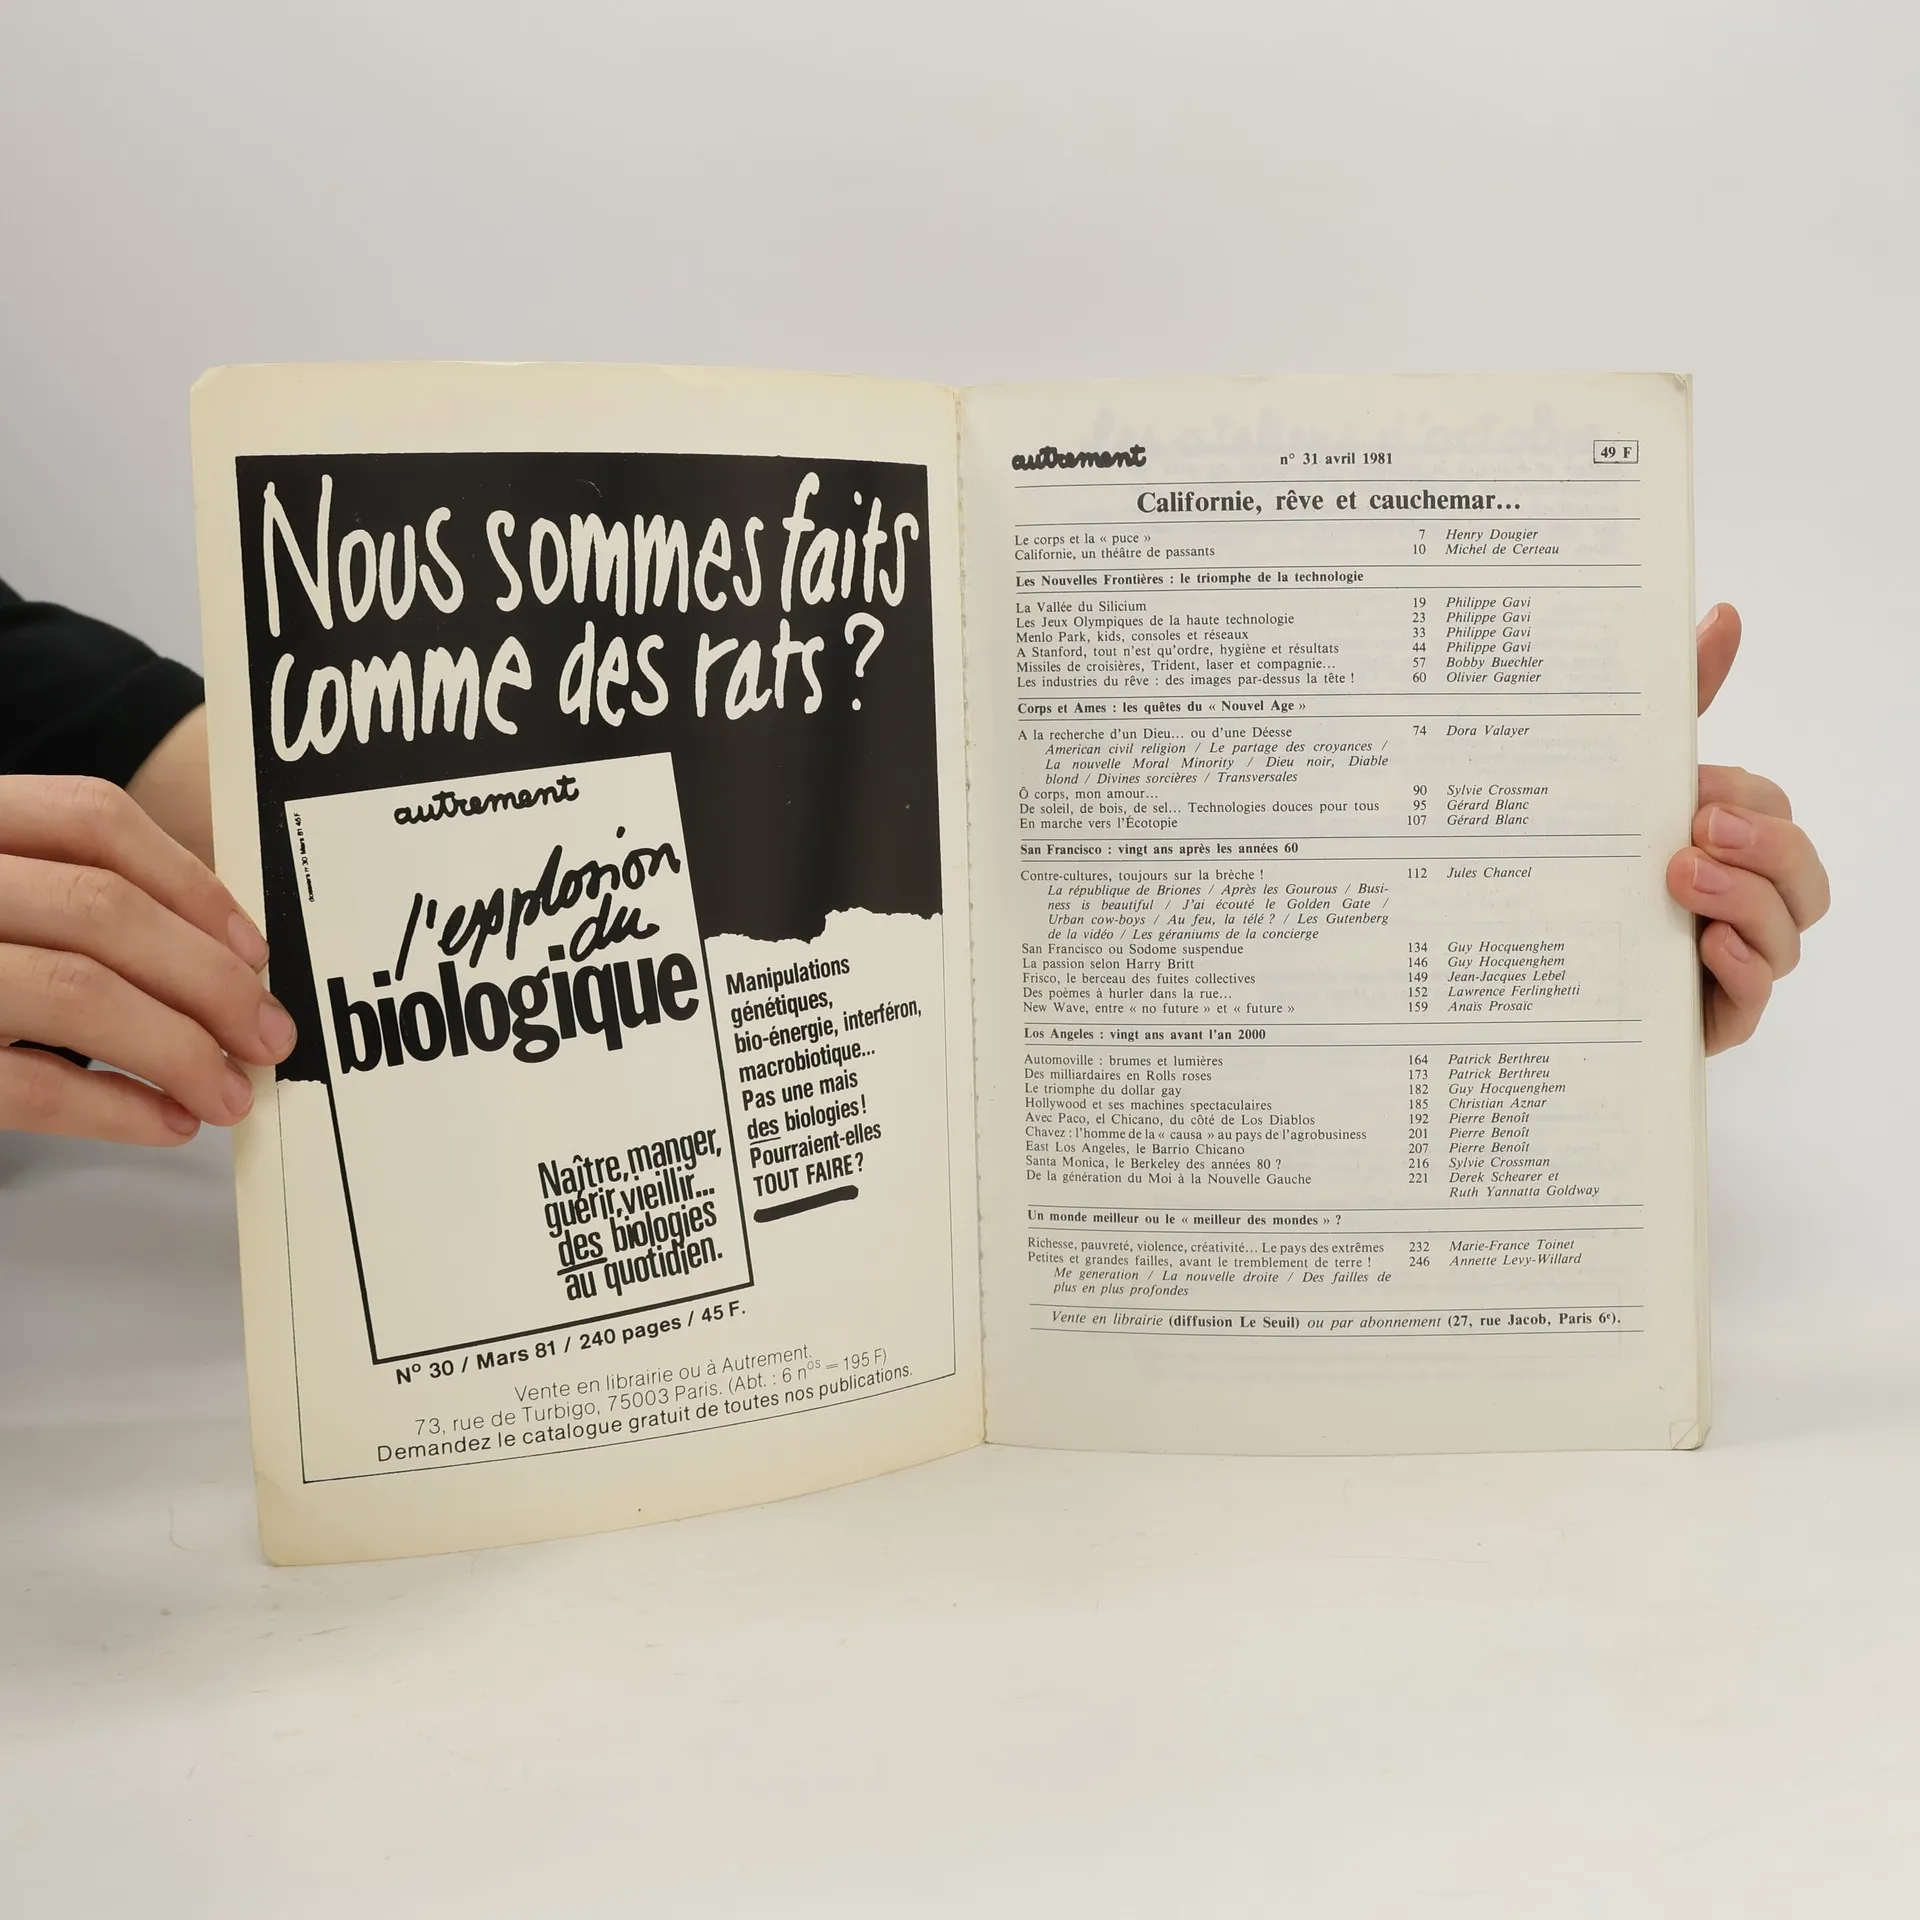 Nous sommes faits
comme des rats ?
autrement
l'explosion
du
biologique
Naître, manger,
guérir, vieillir...
des biologies
au quotidien.
Manipulations
génétiques,
bio-énergie, interféron,
macrobiotique...
Pas une mais
des biologies !
Pourraient-elles
TOUT FAIRE ?
N° 30 / Mars 81 / 240 pages / 45 F.
Vente en librairie ou à Autrement.
73, rue de Turbigo, 75003 Paris. (Abt. : 6 nos = 195 F)
Demandez le catalogue gratuit de toutes nos publications.
autrement n° 31 avril 1981 49 F
Californie, rêve et cauchemar...
Le corps et la « puce » 7 Henry Dougier
Californie, un théâtre de passants 10 Michel de Certeau
Les Nouvelles Frontières : le triomphe de la technologie
La Vallée du Silicium 19 Philippe Gavi
Les Jeux Olympiques de la haute technologie 23 Philippe Gavi
Menlo Park, kids, consoles et réseaux 33 Philippe Gavi
A Stanford, tout n'est qu'ordre, hygiène et résultats 44 Philippe Gavi
Missiles de croisières, Trident, laser et compagnie... 57 Bobby Buechler
Les industries du rêve : des images par-dessus la tête ! 60 Olivier Gagnier
Corps et Ames : les quêtes du « Nouvel Age »
A la recherche d'un Dieu... ou d'une Déesse 74 Dora Valayer
American civil religion / Le partage des croyances /
La nouvelle Moral Minority / Dieu noir, Diable
blond / Divines sorcières / Transversales
Ô corps, mon amour... 90 Sylvie Crossman
De soleil, de bois, de sel... Technologies douces pour tous 95 Gérard Blanc
En marche vers l'Écotopie 107 Gérard Blanc
San Francisco : vingt ans après les années 60
Contre-cultures, toujours sur la brèche ! 112 Jules Chancel
La république de Briones / Après les Gourous / Busi-
ness is beautiful / J'ai écouté le Golden Gate /
Urban cow-boys / Au feu, la télé ? / Les Gutenberg
de la vidéo / Les géraniums de la concierge
San Francisco ou Sodome suspendue 134 Guy Hocquenghem
La passion selon Harry Britt 146 Guy Hocquenghem
Frisco, le berceau des fuites collectives 149 Jean-Jacques Lebel
Des poèmes à hurler dans la rue... 152 Lawrence Ferlinghetti
New Wave, entre « no future » et « future » 159 Anaïs Prosaïc
Los Angeles : vingt ans avant l'an 2000
Automoville : brumes et lumières 164 Patrick Berthreu
Des milliardaires en Rolls roses 173 Patrick Berthreu
Le triomphe du dollar gay 182 Guy Hocquenghem
Hollywood et ses machines spectaculaires 185 Christian Aznar
Avec Paco, el Chicano, du côté de Los Diablos 192 Pierre Benoît
Chavez : l'homme de la « causa » au pays de l'agrobusiness 201 Pierre Benoît
East Los Angeles, le Barrio Chicano 207 Pierre Benoît
Santa Monica, le Berkeley des années 80 ? 216 Sylvie Crossman
De la génération du Moi à la Nouvelle Gauche 221 Derek Schearer et
Ruth Yannatta Goldway
Un monde meilleur ou le « meilleur des mondes » ?
Richesse, pauvreté, violence, créativité... Le pays des extrêmes 232 Marie-France Toinet
Petites et grandes failles, avant le tremblement de terre ! 246 Annette Levy-Willard
Me generation / La nouvelle droite / Des failles de
plus en plus profondes
Vente en librairie (diffusion Le Seuil) ou par abonnement (27, rue Jacob, Paris 6e).